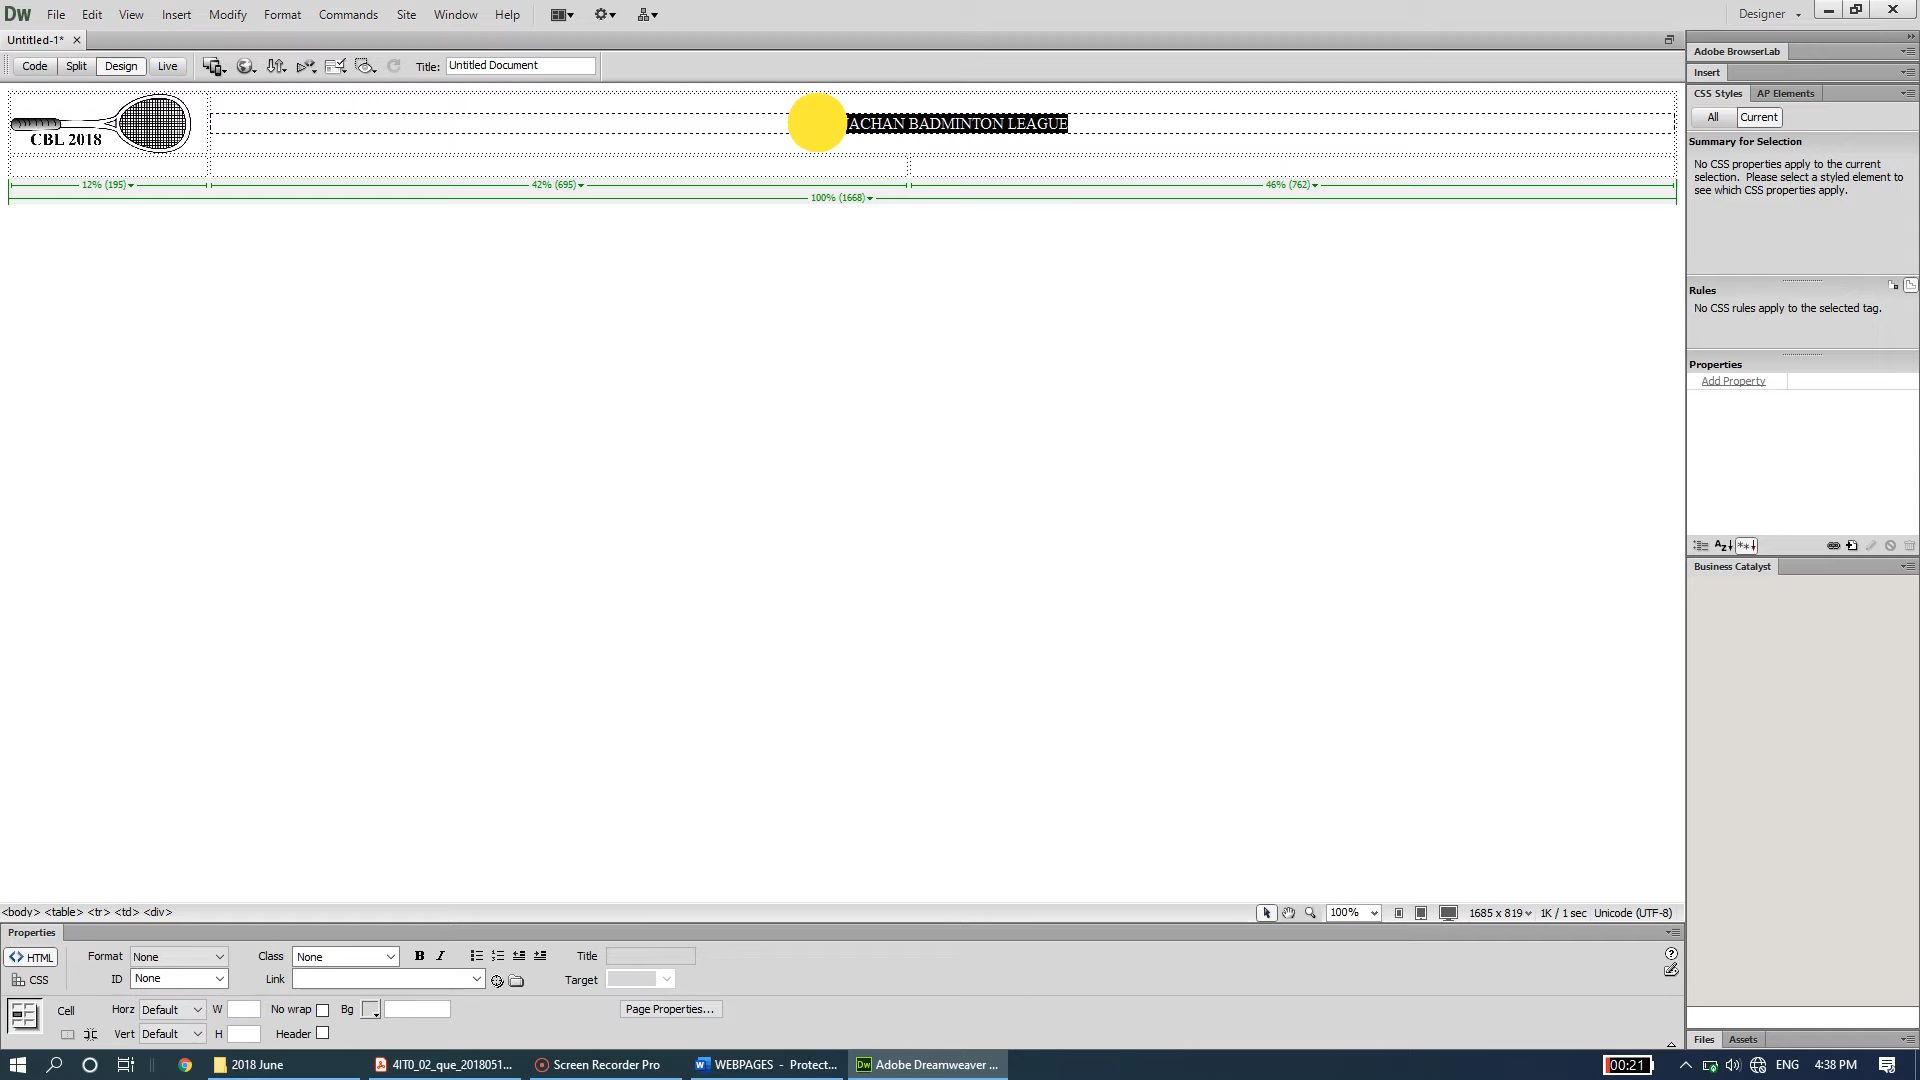 Dw File Edit View Insert Modify Format Commands Site Window Help Designer
Untitled-1* ×
Code Split Design Live Title: Untitled Document
CBL 2018
ACHAN BADMINTON LEAGUE
12% (195) 42% (695) 46% (762)
100% (1668)
Adobe BrowserLab
Insert
CSS Styles AP Elements
All Current
Summary for Selection
No CSS properties apply to the current
selection. Please select a styled element to
see which CSS properties apply.
Rules
No CSS rules apply to the selected tag.
Properties
Add Property
Business Catalyst
Files Assets
<body> <table> <tr> <td> <div> 100% 1685 x 819 1K / 1 sec Unicode (UTF-8)
Properties
<> HTML Format None Class None B I Title
CSS ID None Link Target
Cell Horz Default W No wrap Bg Page Properties...
Vert Default H Header
2018 June 4IT0_02_que_2018051... Screen Recorder Pro WEBPAGES - Protect... Dw Adobe Dreamweaver ... 00:21 ENG 4:38 PM